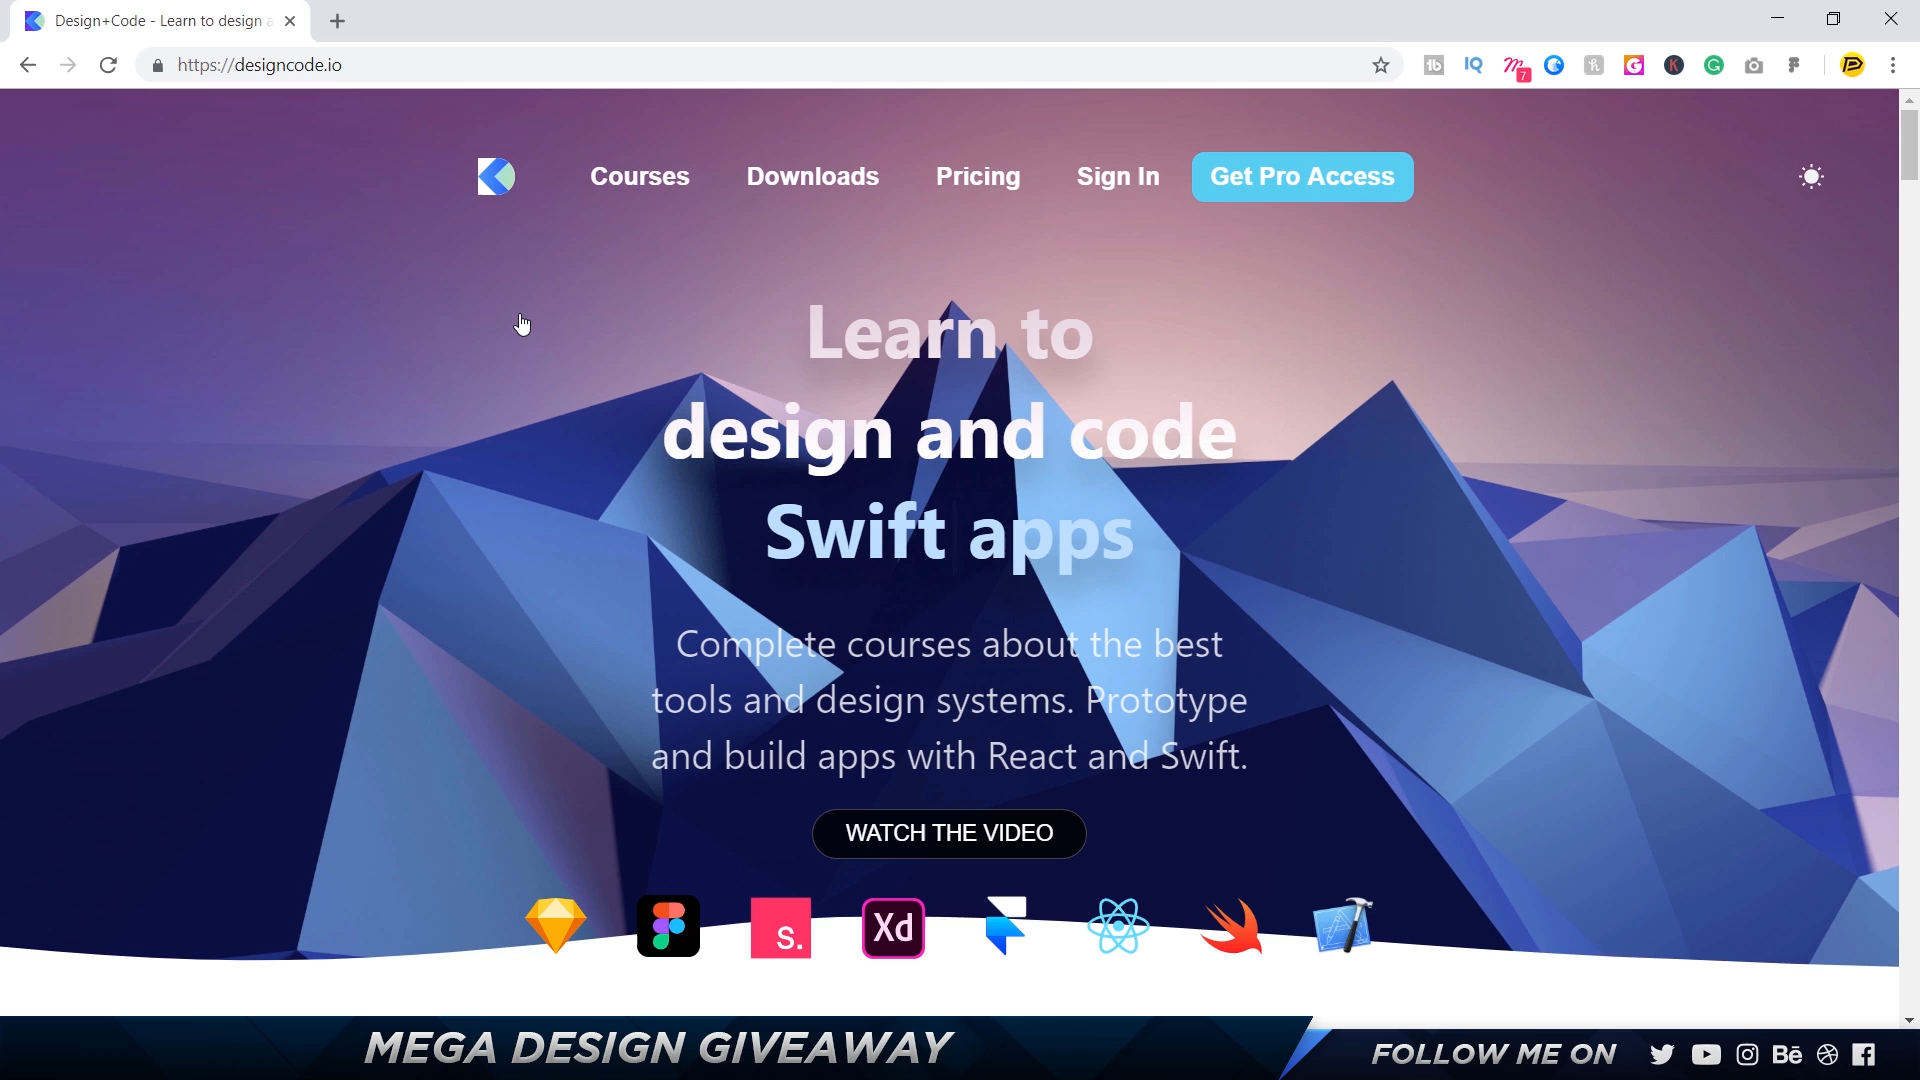 Design+Code - Learn to design a
https://designcode.io
7
Courses
Downloads
Pricing
Sign In
Get Pro Access
Learn to
design and code
Swift apps
Complete courses about the best
tools and design systems. Prototype
and build apps with React and Swift.
WATCH THE VIDEO
s.
Xd
MEGA DESIGN GIVEAWAY
FOLLOW ME ON
Bē